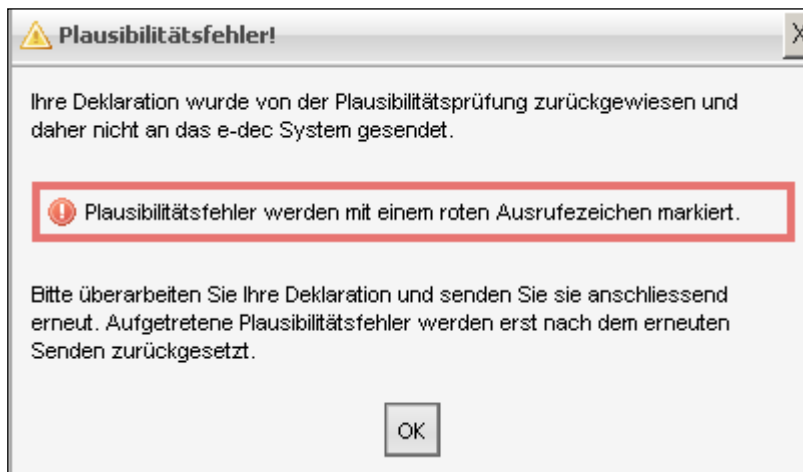 Plausibilitätsfehler!
Ihre Deklaration wurde von der Plausibilitätsprüfung zurückgewiesen und
daher nicht an das e-dec System gesendet.
Plausibilitätsfehler werden mit einem roten Ausrufezeichen markiert.
Bitte überarbeiten Sie Ihre Deklaration und senden Sie sie anschliessend
erneut. Aufgetretene Plausibilitätsfehler werden erst nach dem erneuten
Senden zurückgesetzt.
OK